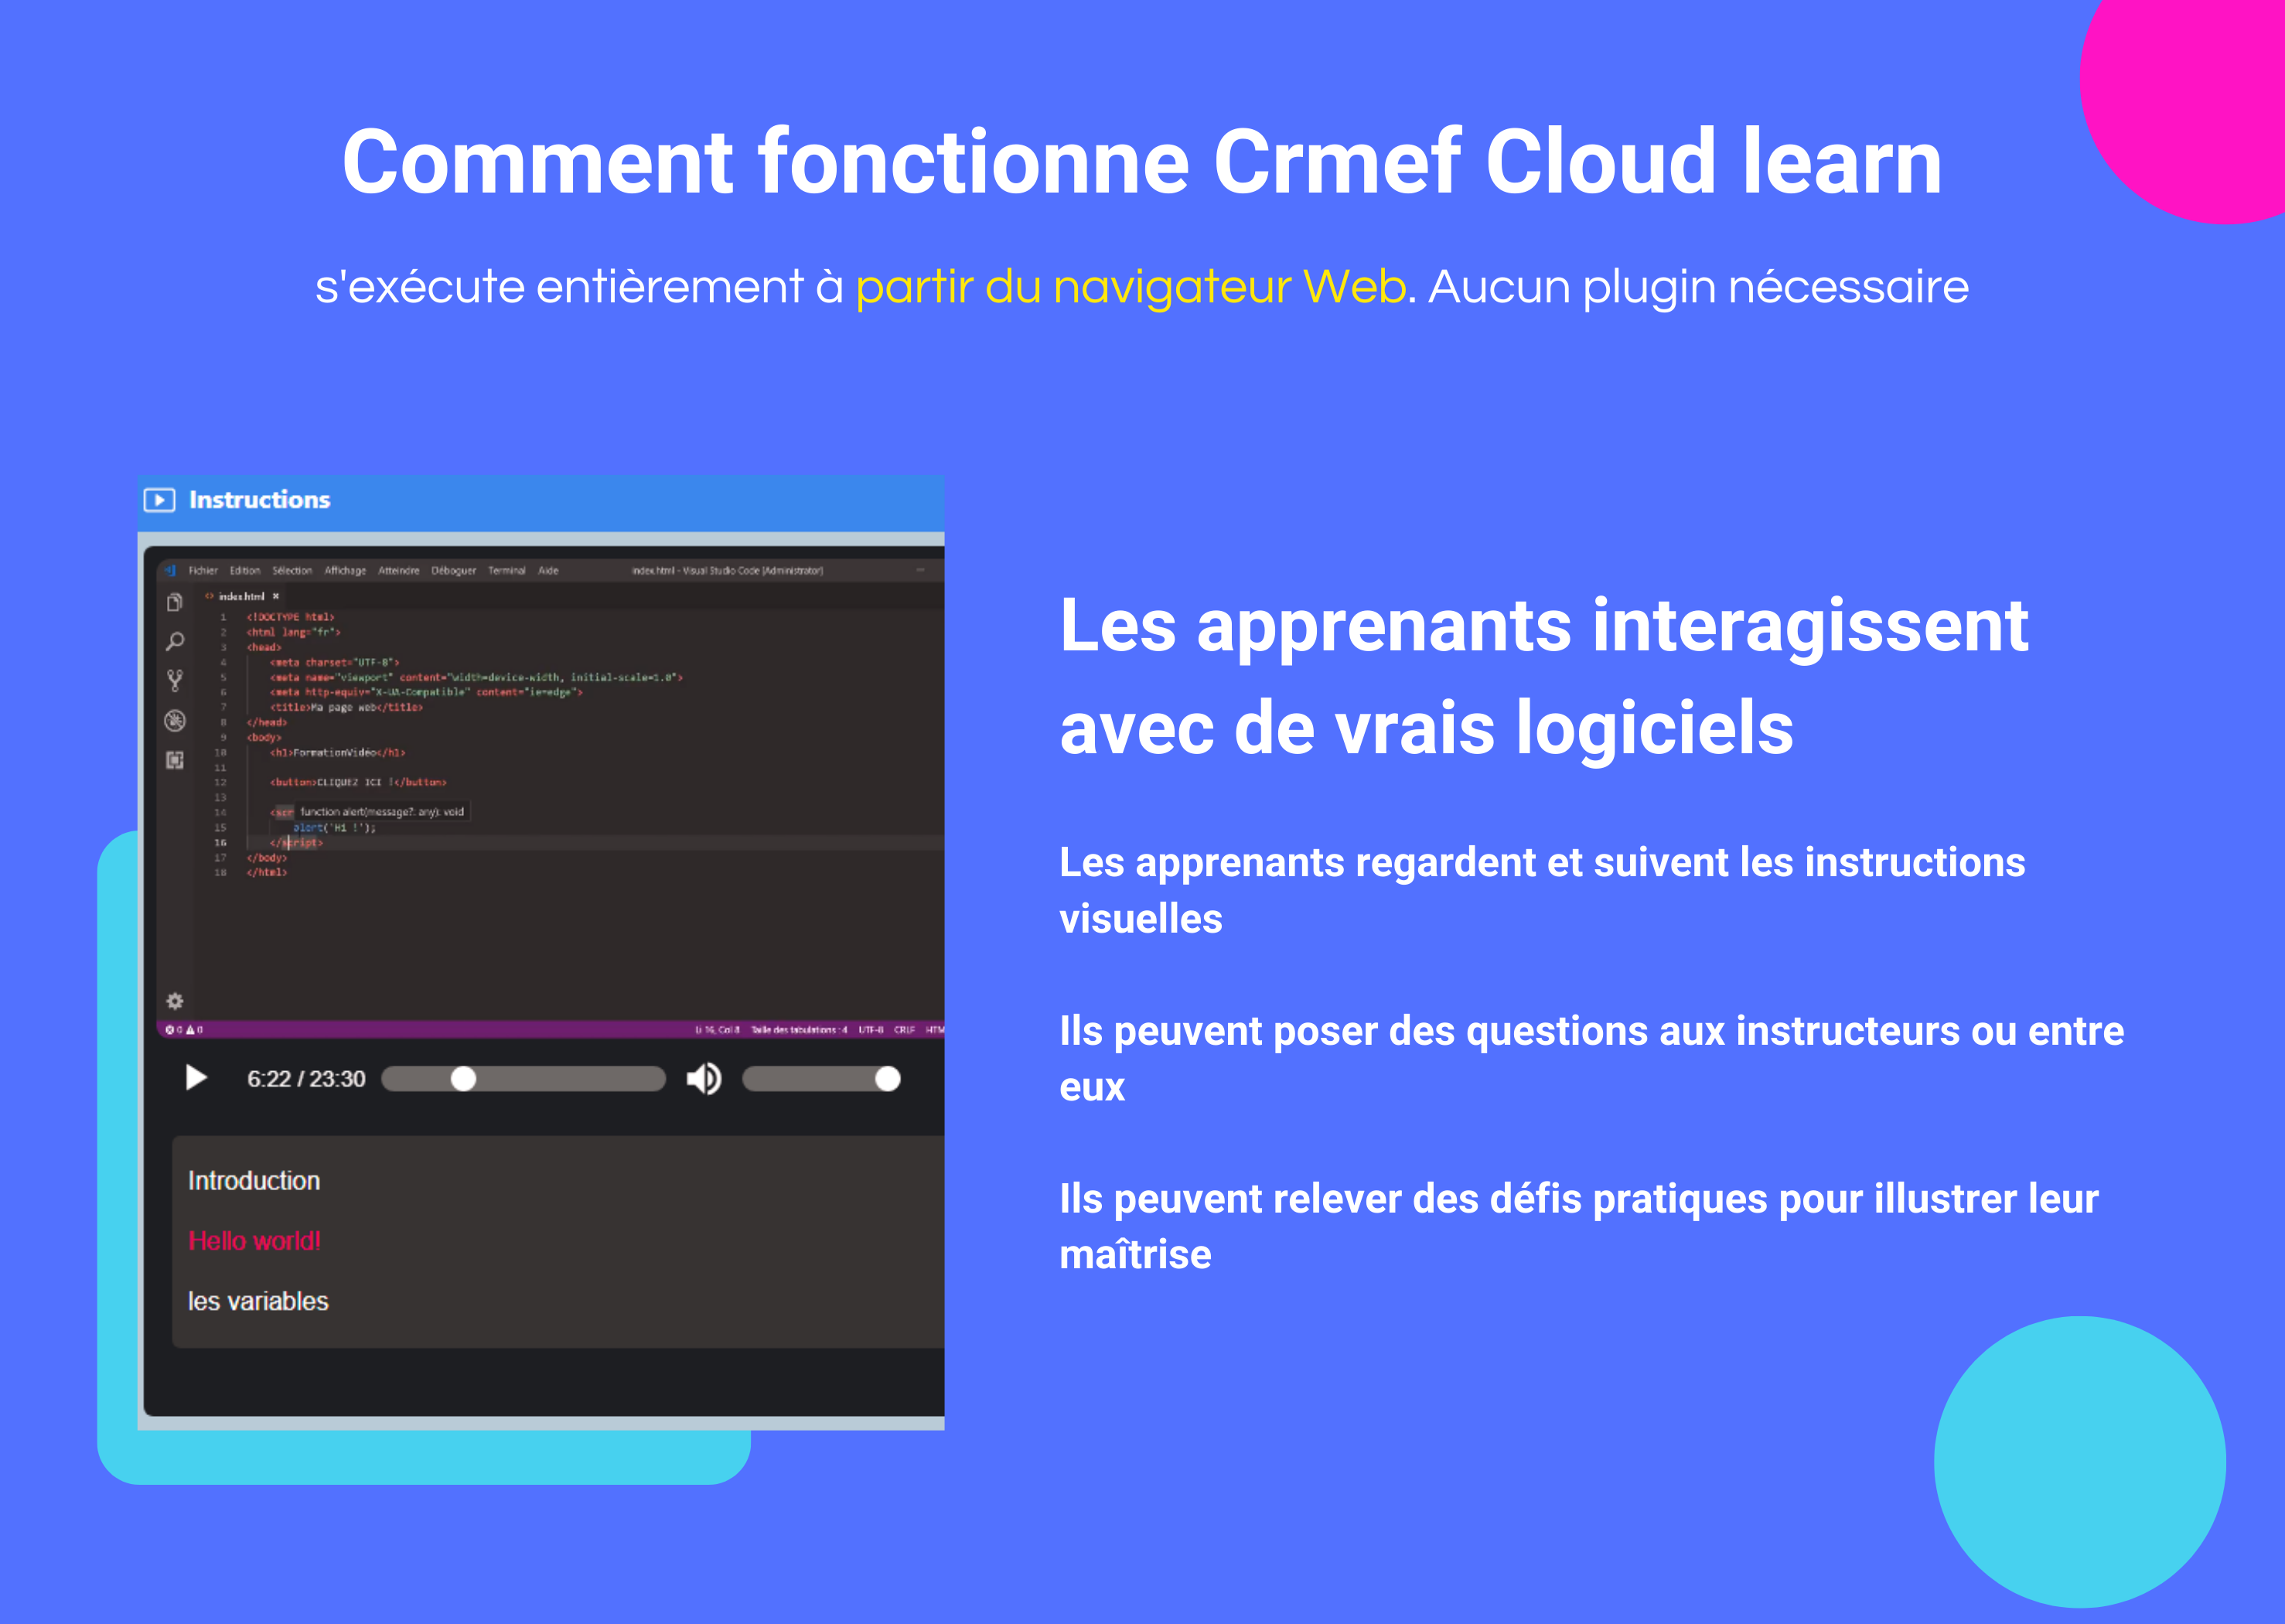 Comment fonctionne Crmef Cloud learn
s'exécute entièrement à partir du navigateur Web. Aucun plugin nécessaire
Instructions
Fichier Edition Sélection Affichage Atteindre Déboguer Terminal Aide index.html - Visual Studio Code [Administrator]
<> index.html ×
1 <!DOCTYPE html>
2 <html lang="fr">
3 <head>
4 <meta charset="UTF-8">
5 <meta name="viewport" content="width=device-width, initial-scale=1.0">
6 <meta http-equiv="X-UA-Compatible" content="ie=edge">
7 <title>Ma page web</title>
8 </head>
9 <body>
10 <h1>FormationVidéo</h1>
11
12 <button>CLIQUEZ ICI !</button>
13
14 <scr function alert(message?: any): void
15 alert('Hi !');
16 </script>
17 </body>
18 </html>
0 0 Li 16, Col 8 Taille des tabulations : 4 UTF-8 CRLF HTM
6:22 / 23:30
Introduction
Hello world!
les variables
Les apprenants interagissent
avec de vrais logiciels
Les apprenants regardent et suivent les instructions
visuelles
Ils peuvent poser des questions aux instructeurs ou entre
eux
Ils peuvent relever des défis pratiques pour illustrer leur
maîtrise